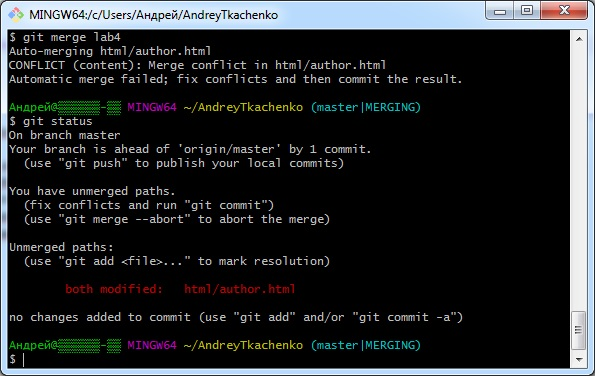 MINGW64:/c/Users/Андрей/AndreyTkachenko
$ git merge lab4
Auto-merging html/author.html
CONFLICT (content): Merge conflict in html/author.html
Automatic merge failed; fix conflicts and then commit the result.
Андрей@▒▒▒▒▒▒-▒▒ MINGW64 ~/AndreyTkachenko (master|MERGING)
$ git status
On branch master
Your branch is ahead of 'origin/master' by 1 commit.
(use "git push" to publish your local commits)
You have unmerged paths.
(fix conflicts and run "git commit")
(use "git merge --abort" to abort the merge)
Unmerged paths:
(use "git add <file>..." to mark resolution)
both modified: html/author.html
no changes added to commit (use "git add" and/or "git commit -a")
Андрей@▒▒▒▒▒▒-▒▒ MINGW64 ~/AndreyTkachenko (master|MERGING)
$